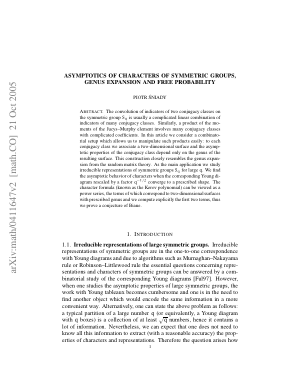 arXiv:math/0411647v2 [math.CO] 21 Oct 2005
ASYMPTOTICS OF CHARACTERS OF SYMMETRIC GROUPS,
GENUS EXPANSION AND FREE PROBABILITY
PIOTR ŚNIADY
ABSTRACT. The convolution of indicators of two conjugacy classes on
the symmetric group Sq is usually a complicated linear combination of
indicators of many conjugacy classes. Similarly, a product of the mo-
ments of the Jucys–Murphy element involves many conjugacy classes
with complicated coefficients. In this article we consider a combinato-
rial setup which allows us to manipulate such products easily: to each
conjugacy class we associate a two-dimensional surface and the asymp-
totic properties of the conjugacy class depend only on the genus of the
resulting surface. This construction closely resembles the genus expan-
sion from the random matrix theory. As the main application we study
irreducible representations of symmetric groups Sq for large q. We find
the asymptotic behavior of characters when the corresponding Young di-
agram rescaled by a factor q^{-1/2} converge to a prescribed shape. The
character formula (known as the Kerov polynomial) can be viewed as a
power series, the terms of which correspond to two-dimensional surfaces
with prescribed genus and we compute explicitly the first two terms, thus
we prove a conjecture of Biane.
1. INTRODUCTION
1.1. Irreducible representations of large symmetric groups. Irreducible
representations of symmetric groups are in the one-to-one correspondence
with Young diagrams and due to algorithms such as Murnaghan–Nakayama
rule or Robinson–Littlewood rule the essential questions concerning repre-
sentations and characters of symmetric groups can be answered by a com-
binatorial study of the corresponding Young diagrams [Ful97]. However,
when one studies the asymptotic properties of large symmetric groups, the
work with Young tableaux becomes cumbersome and one is in the need to
find another object which would encode the same information in a more
convenient way. Alternatively, one can state the above problem as follows:
a typical partition of a large number q (or equivalently, a Young diagram
with q boxes) is a collection of at least √q numbers, hence it contains a
lot of information. Nevertheless, we can expect that one does not need to
know all this information to extract (with a reasonable accuracy) the prop-
erties of characters and representations. Therefore the question arises how
1